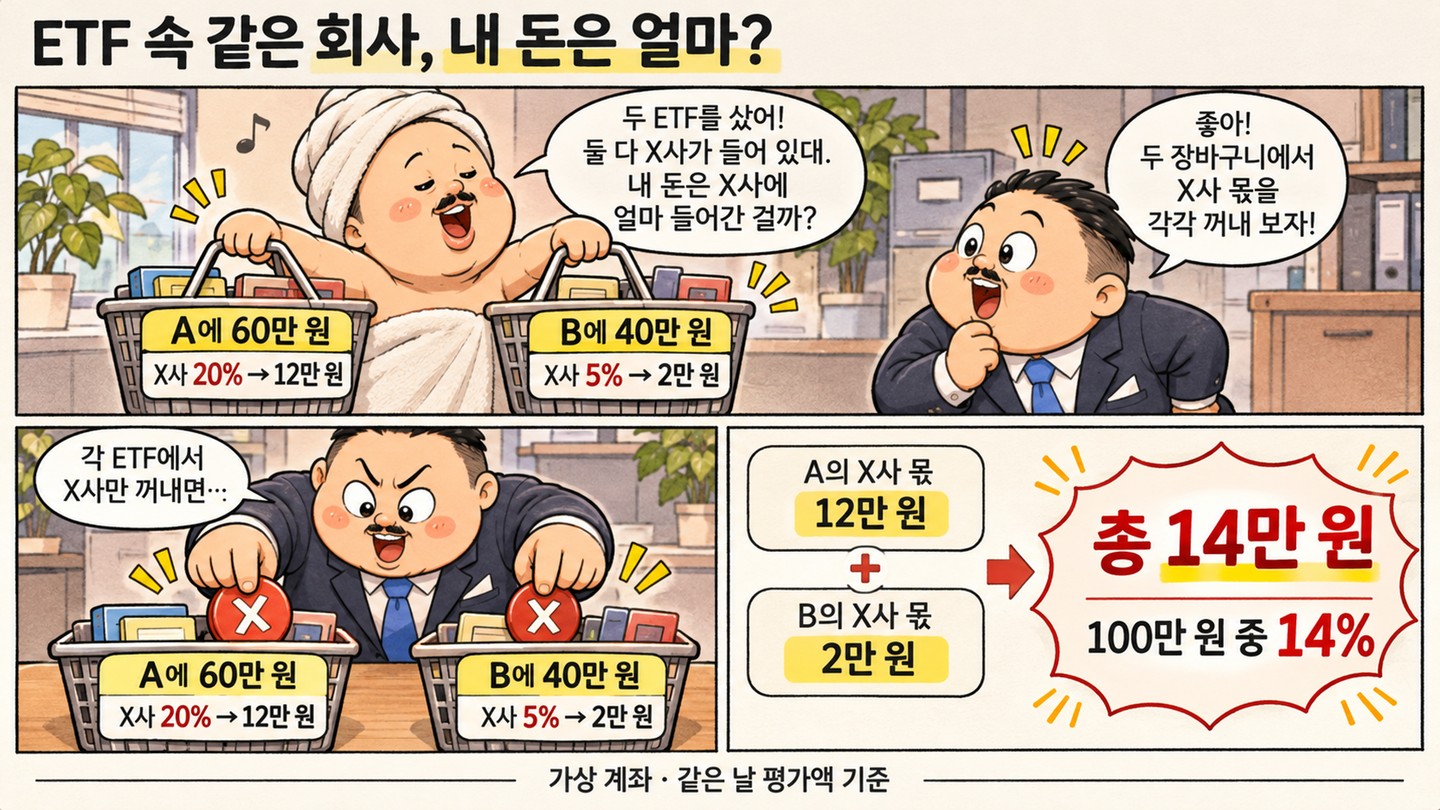 ETF 속 같은 회사, 내 돈은 얼마?
두 ETF를 샀어!
둘 다 X사가 들어 있대.
내 돈은 X사에
얼마 들어간 걸까?
좋아!
두 장바구니에서
X사 몫을
각각 꺼내 보자!
A에 60만 원
X사 20% → 12만 원
B에 40만 원
X사 5% → 2만 원
각 ETF에서
X사만 꺼내면…
X
X
A에 60만 원
X사 20% → 12만 원
B에 40만 원
X사 5% → 2만 원
A의 X사 몫
12만 원
+
B의 X사 몫
2만 원
총 14만 원
100만 원 중 14%
가상 계좌 · 같은 날 평가액 기준